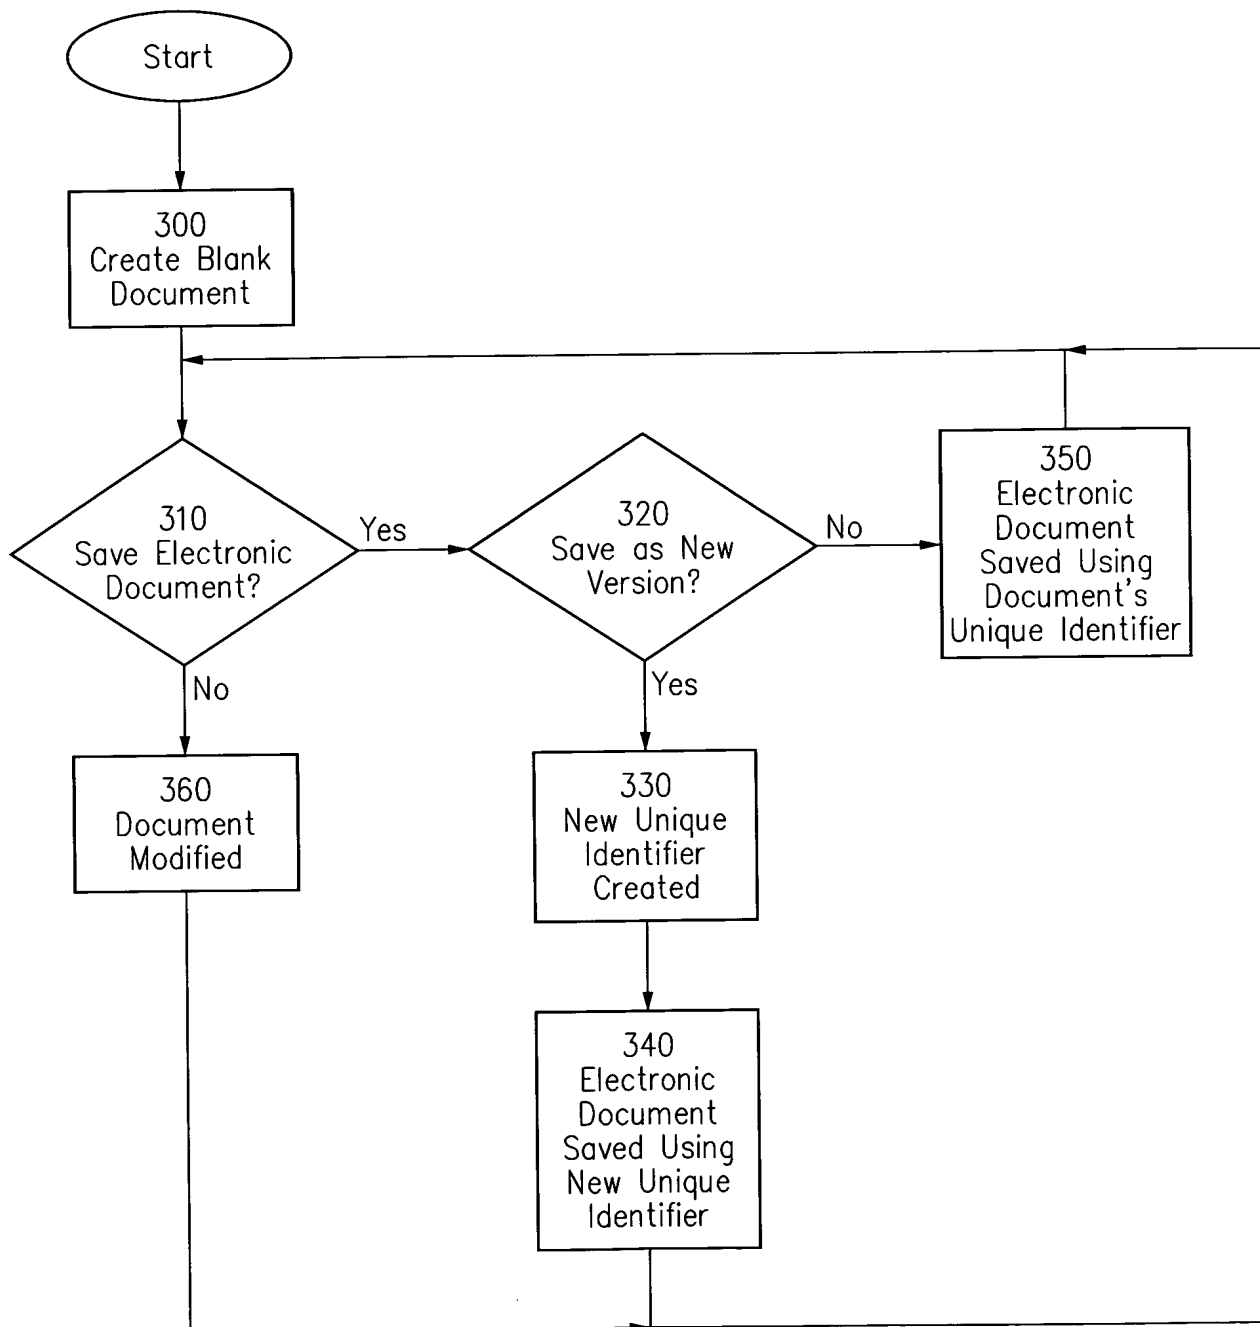 Start
300
Create Blank
Document
310
Save Electronic
Document?
Yes
320
Save as New
Version?
No
350
Electronic
Document
Saved Using
Document's
Unique Identifier
No
Yes
360
Document
Modified
330
New Unique
Identifier
Created
340
Electronic
Document
Saved Using
New Unique
Identifier